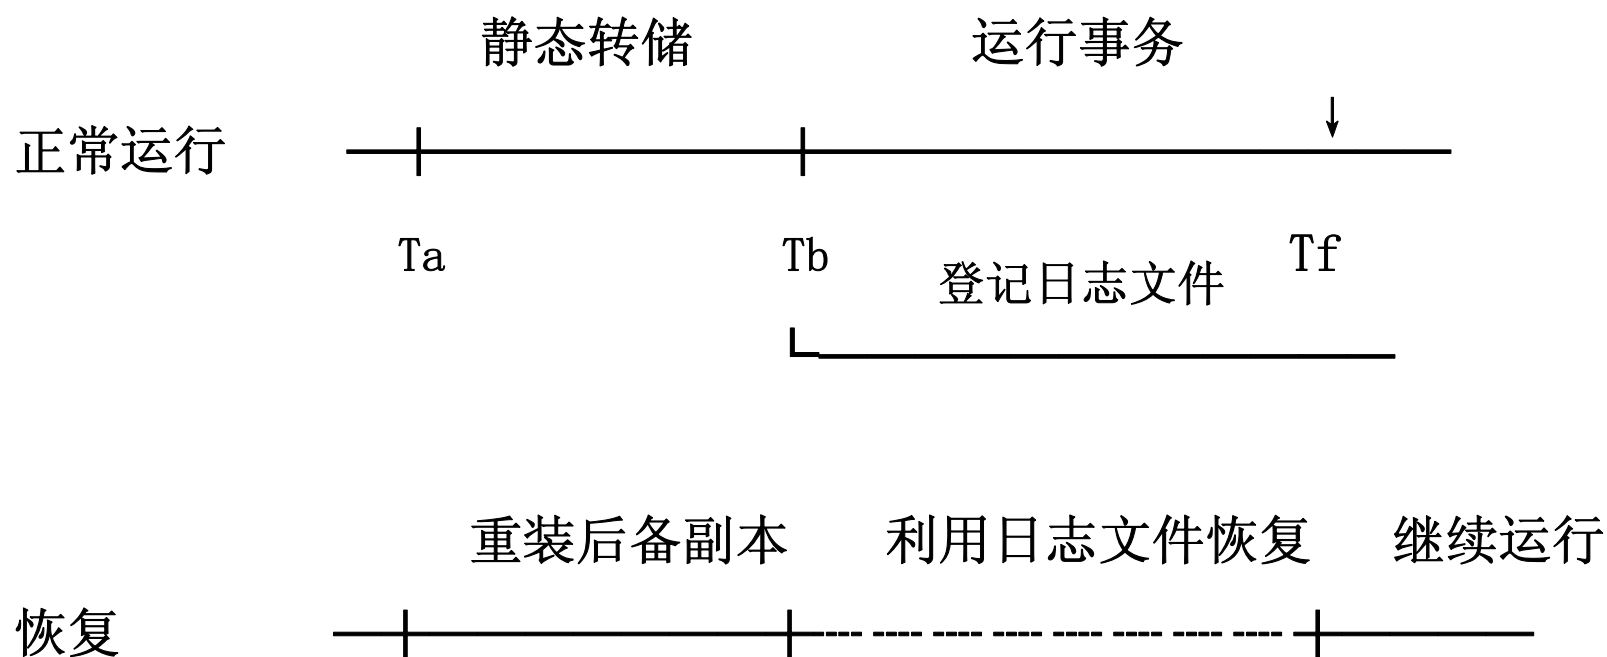 静态转储 运行事务
正常运行
Ta Tb Tf
登记日志文件
重装后备副本 利用日志文件恢复 继续运行
恢复